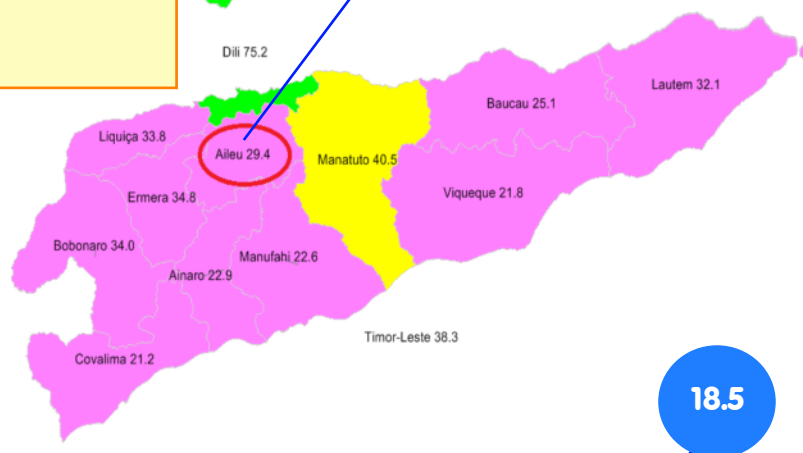 Dili 75.2
Lautem 32.1
Baucau 25.1
Liquiça 33.8
Aileu 29.4
Manatuto 40.5
Ermera 34.8
Viqueque 21.8
Bobonaro 34.0
Manufahi 22.6
Ainaro 22.9
Timor-Leste 38.3
Covalima 21.2
18.5